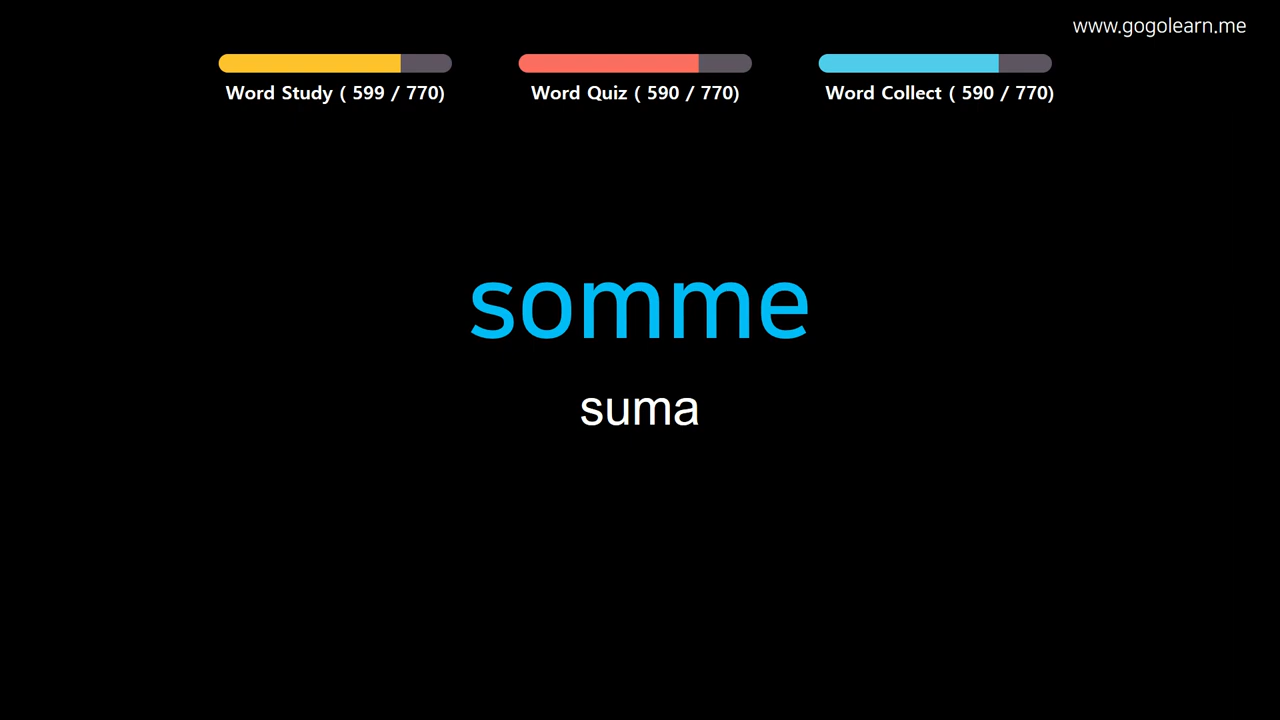 www.gogolearn.me
Word Study ( 599 / 770)
Word Quiz ( 590 / 770)
Word Collect ( 590 / 770)
somme
suma